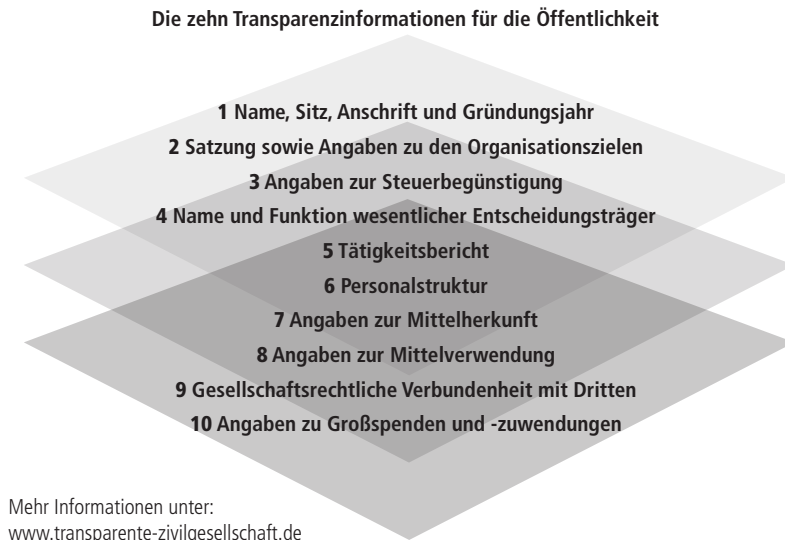 Die zehn Transparenzinformationen für die Öffentlichkeit
1 Name, Sitz, Anschrift und Gründungsjahr
2 Satzung sowie Angaben zu den Organisationszielen
3 Angaben zur Steuerbegünstigung
4 Name und Funktion wesentlicher Entscheidungsträger
5 Tätigkeitsbericht
6 Personalstruktur
7 Angaben zur Mittelherkunft
8 Angaben zur Mittelverwendung
9 Gesellschaftsrechtliche Verbundenheit mit Dritten
10 Angaben zu Großspenden und -zuwendungen
Mehr Informationen unter:
www.transparente-zivilgesellschaft.de